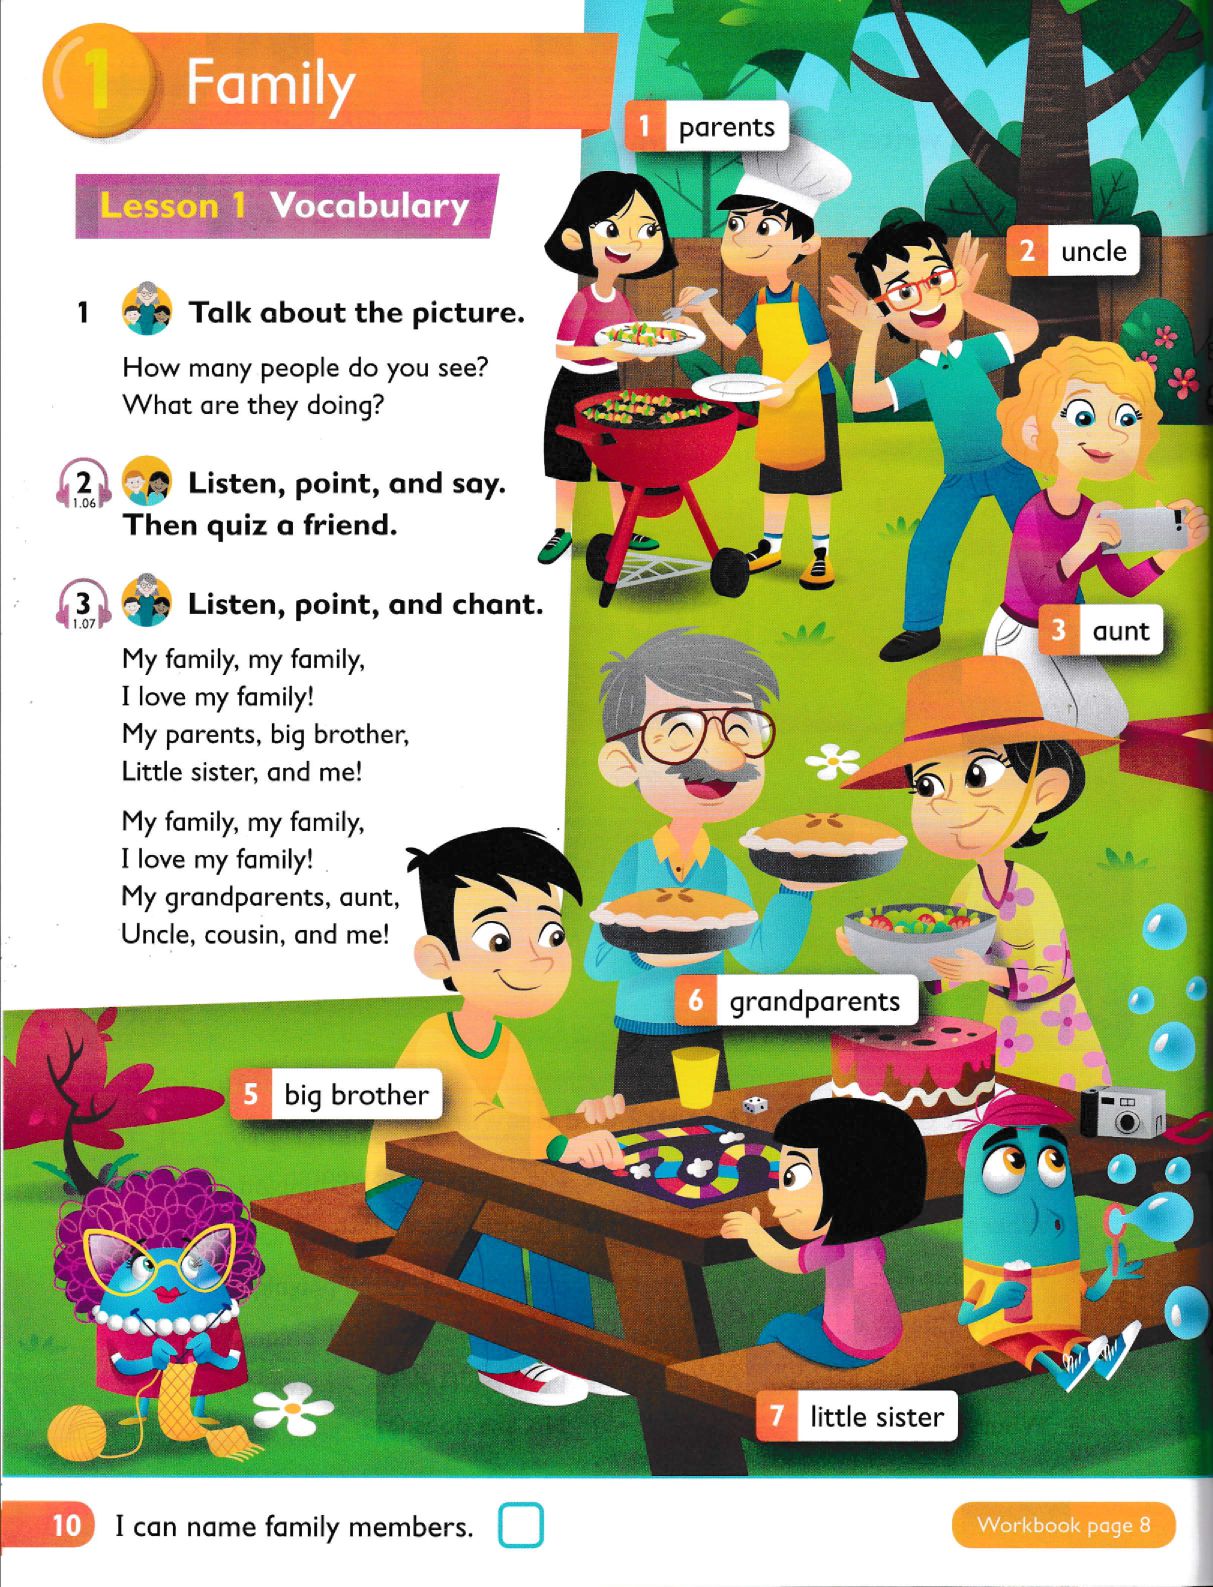 1 Family
Lesson 1 Vocabulary
1 Talk about the picture.
How many people do you see?
What are they doing?
2 Listen, point, and say.
1.06
Then quiz a friend.
3 Listen, point, and chant.
1.07
My family, my family,
I love my family!
My parents, big brother,
Little sister, and me!
My family, my family,
I love my family!
My grandparents, aunt,
Uncle, cousin, and me!
1 parents
2 uncle
3 aunt
6 grandparents
5 big brother
7 little sister
10 I can name family members.
Workbook page 8